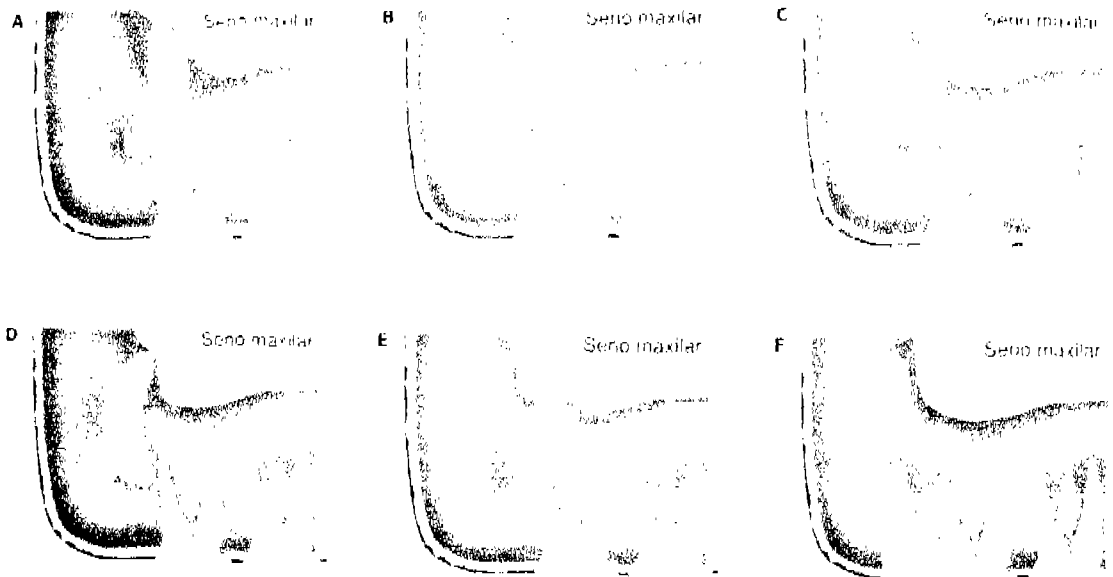 A Seno maxilar
B Seno maxilar
C Seno maxilar
D Seno maxilar
E Seno maxilar
F Seno maxilar